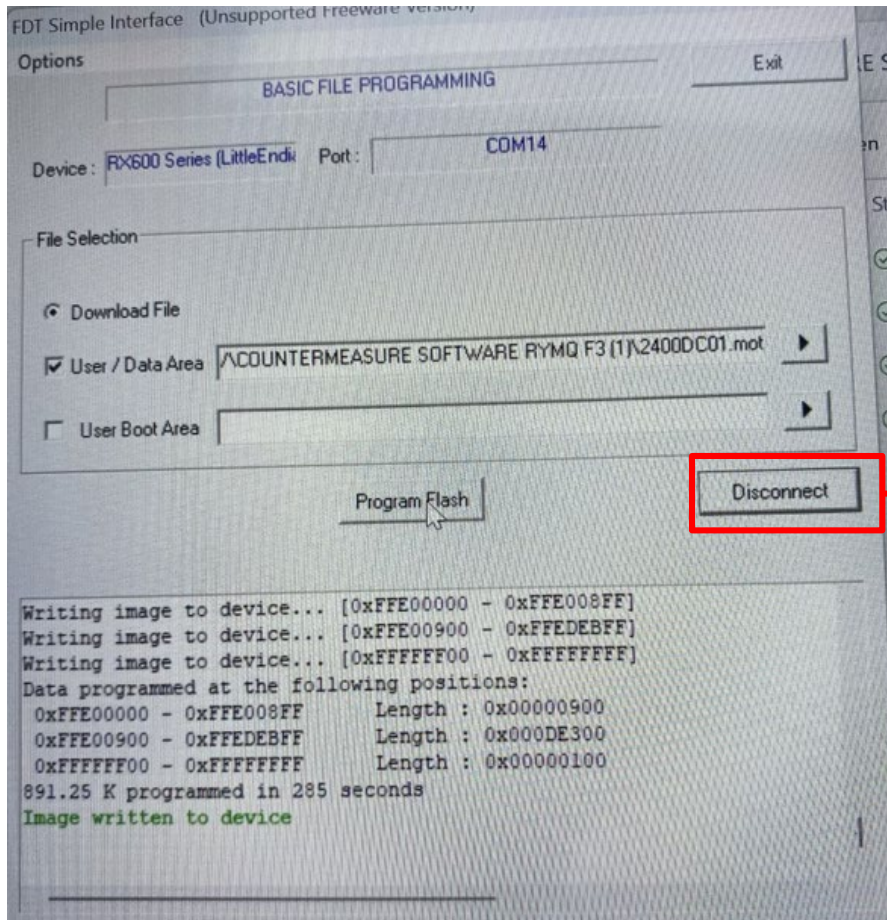 FDT Simple Interface (Unsupported Freeware Version)
Options
Exit
BASIC FILE PROGRAMMING
Device : RX600 Series (LittleEndi Port : COM14
File Selection
Download File
User / Data Area /\COUNTERMEASURE SOFTWARE RYMQ F3 (1)\2400DC01.mot
User Boot Area
Program Flash
Disconnect
Writing image to device... [0xFFE00000 - 0xFFE008FF]
Writing image to device... [0xFFE00900 - 0xFFEDEBFF]
Writing image to device... [0xFFFFFF00 - 0xFFFFFFFF]
Data programmed at the following positions:
0xFFE00000 - 0xFFE008FF Length : 0x00000900
0xFFE00900 - 0xFFEDEBFF Length : 0x000DE300
0xFFFFFF00 - 0xFFFFFFFF Length : 0x00000100
891.25 K programmed in 285 seconds
Image written to device